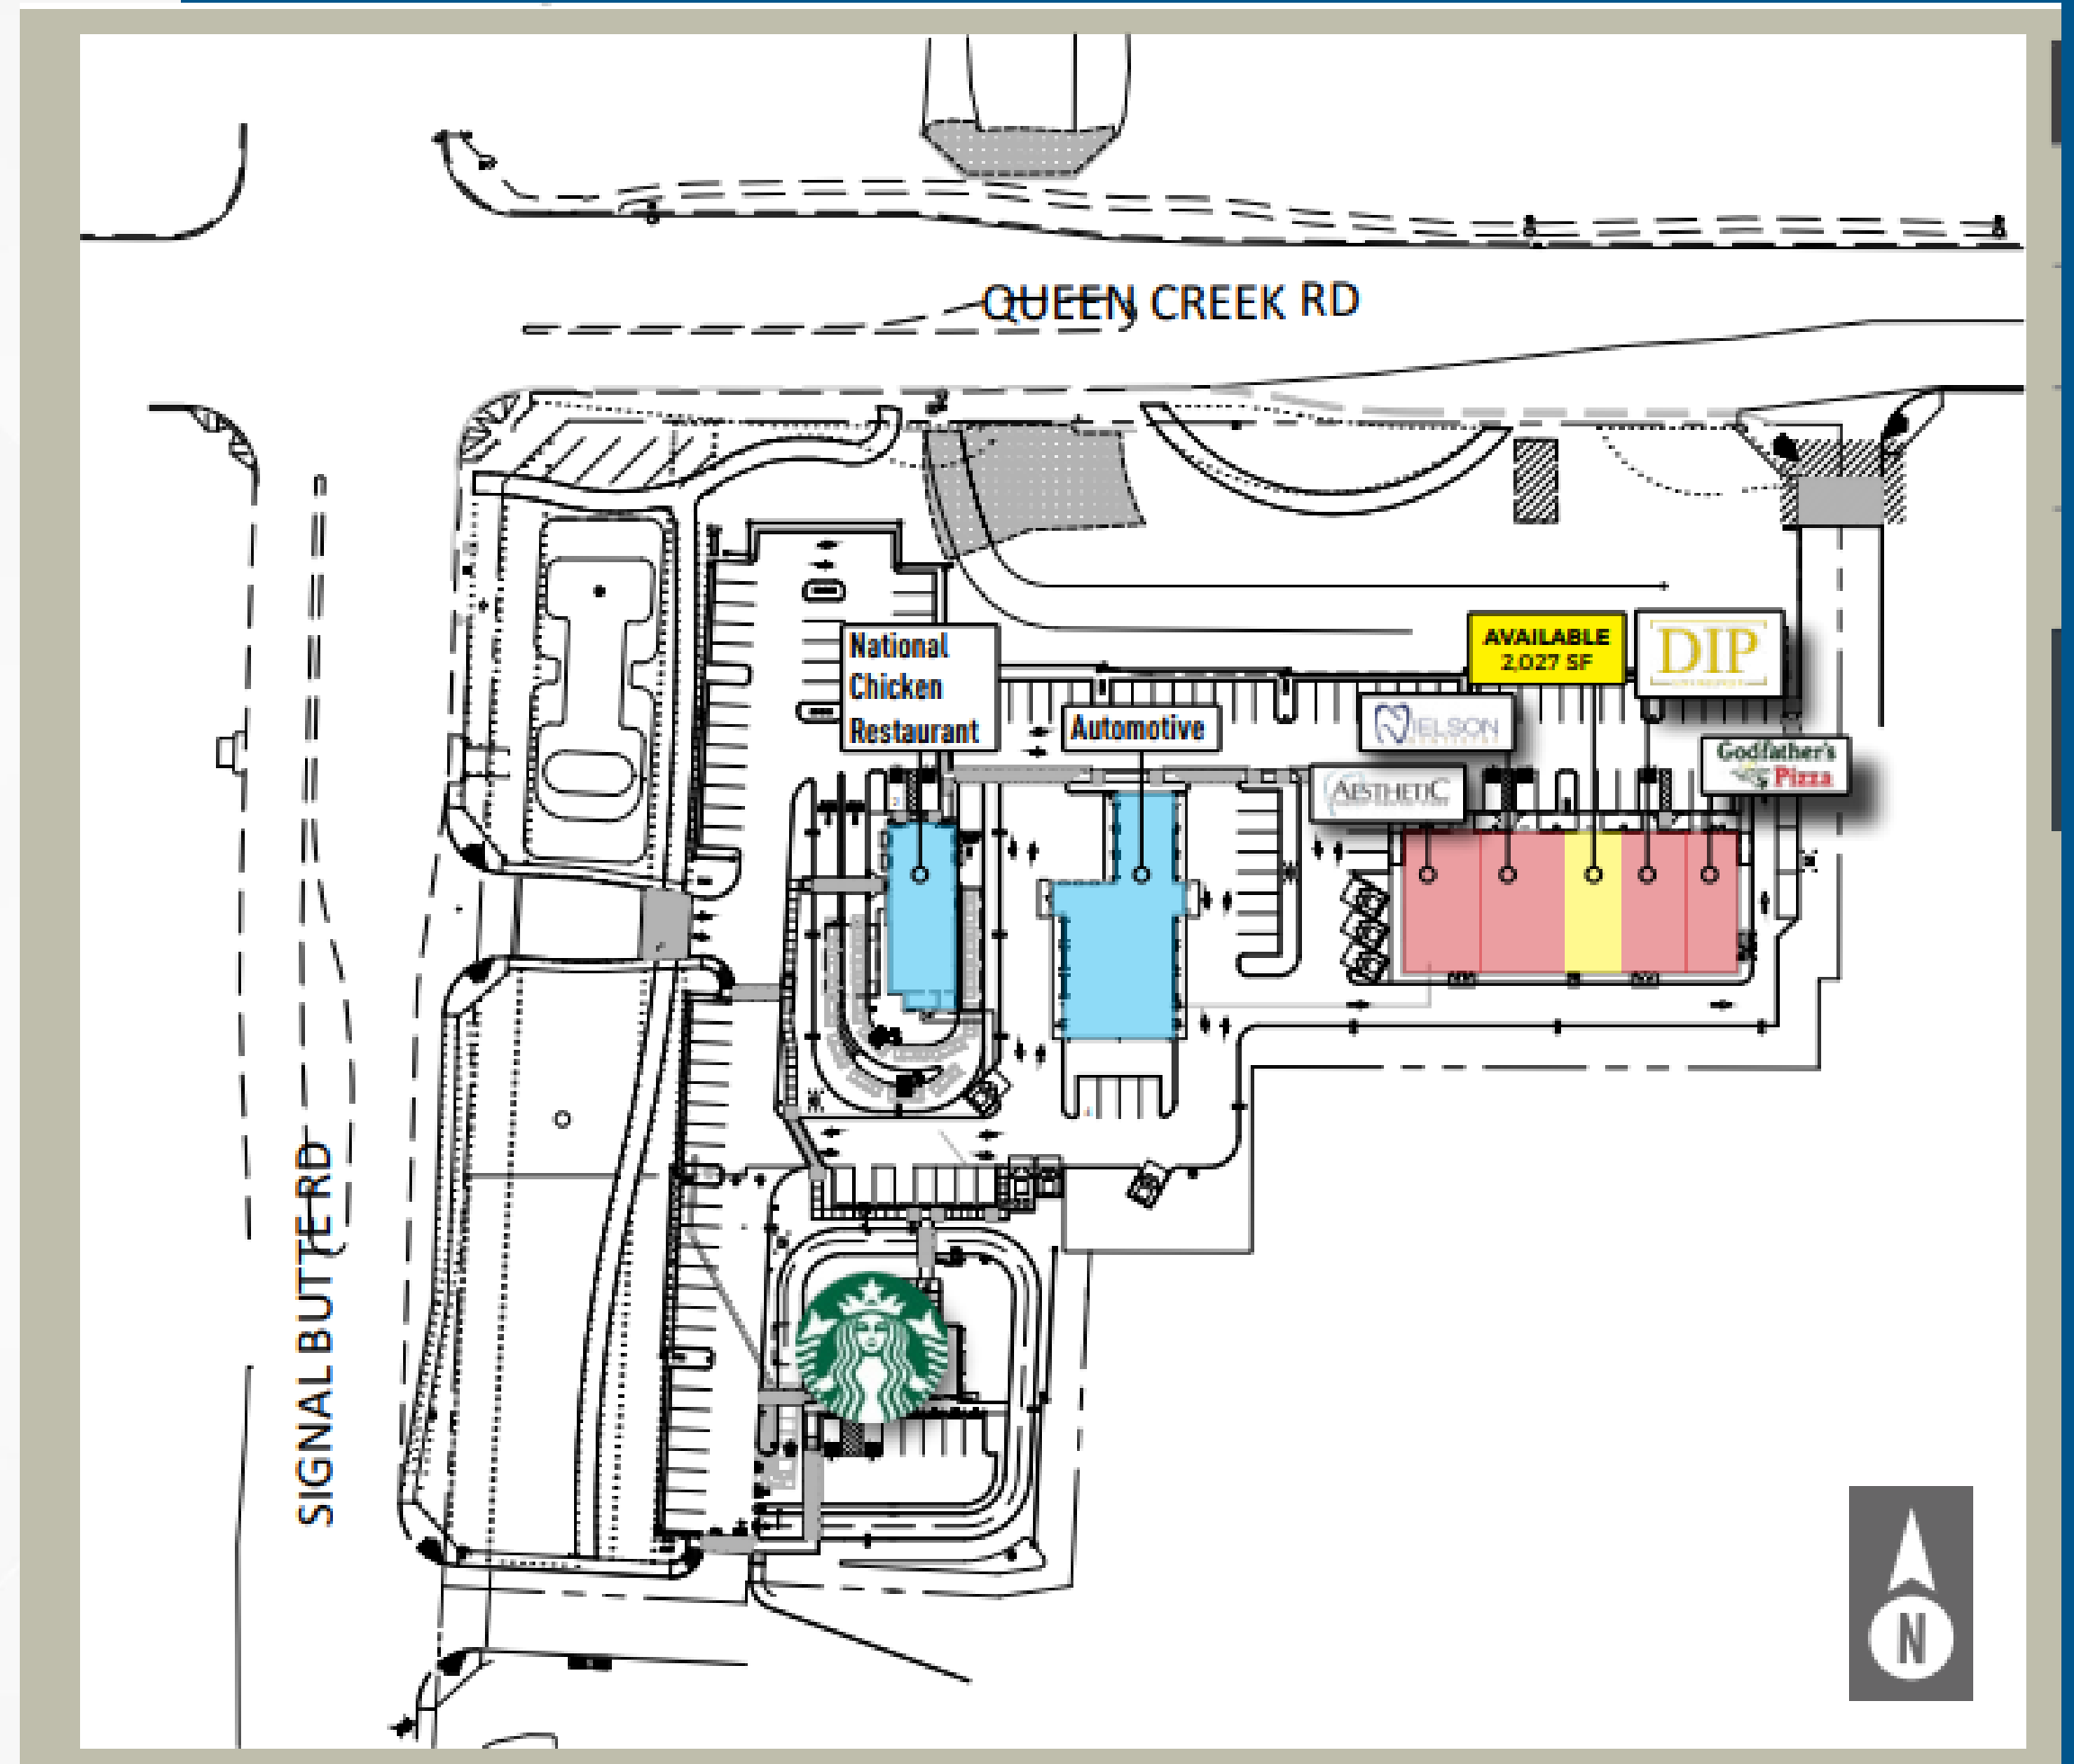 QUEEN CREEK RD
AVAILABLE
2,027 SF
DIP
National
Chicken
Restaurant
Automotive
NIELSON
AESTHETIC
Godfather's
Pizza
SIGNAL BUTTE RD
N